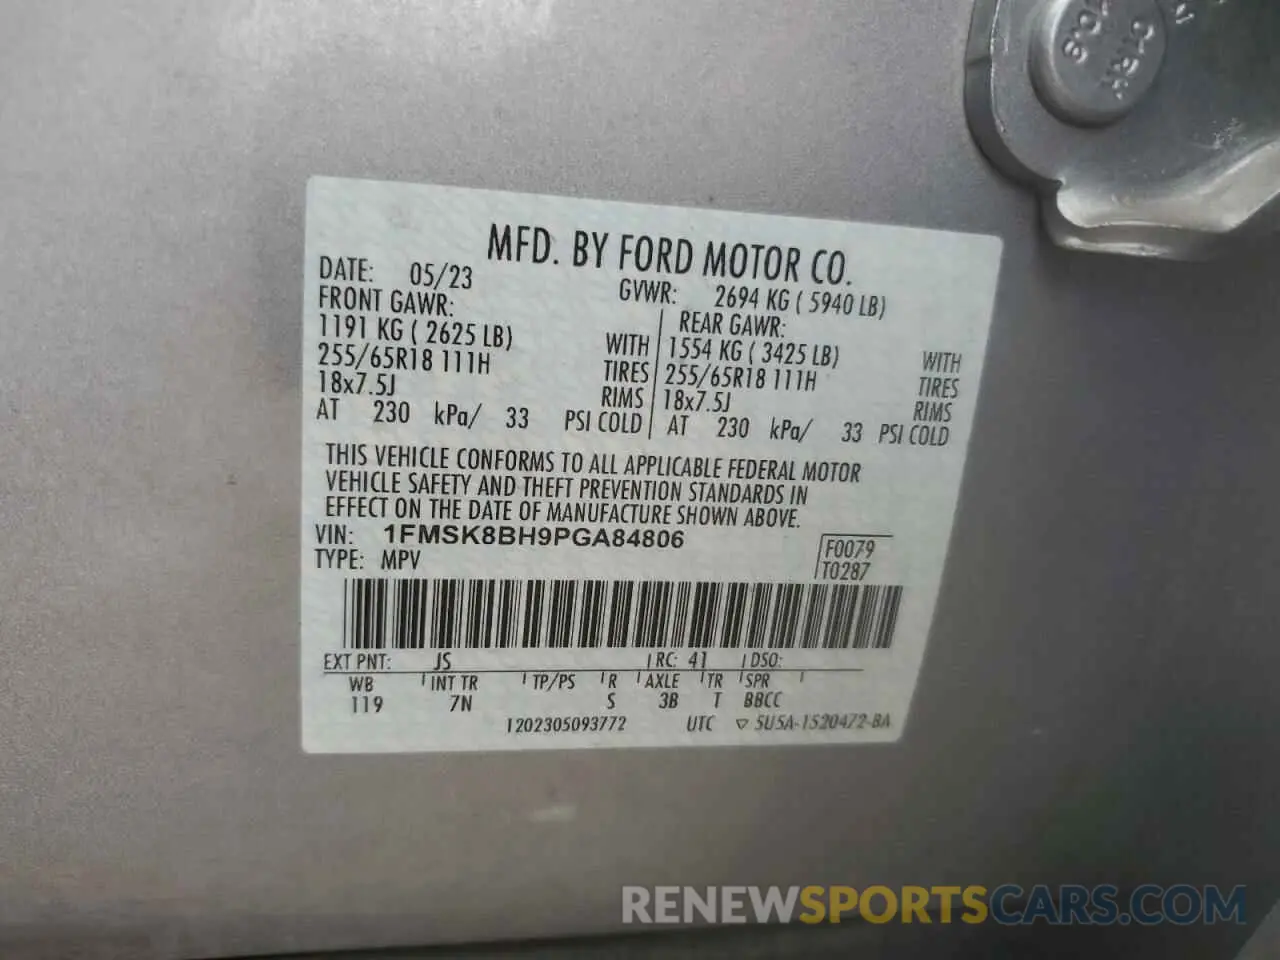 MFD. BY FORD MOTOR CO.
DATE: 05/23 GVWR: 2694 KG ( 5940 LB)
FRONT GAWR: REAR GAWR:
1191 KG ( 2625 LB) WITH 1554 KG ( 3425 LB) WITH
255/65R18 111H TIRES 255/65R18 111H TIRES
18x7.5J RIMS 18x7.5J RIMS
AT 230 kPa/ 33 PSI COLD AT 230 kPa/ 33 PSI COLD
THIS VEHICLE CONFORMS TO ALL APPLICABLE FEDERAL MOTOR
VEHICLE SAFETY AND THEFT PREVENTION STANDARDS IN
EFFECT ON THE DATE OF MANUFACTURE SHOWN ABOVE.
VIN: 1FMSK8BH9PGA84806
TYPE: MPV
F0079
T0287
EXT PNT: JS RC: 41 DSO:
WB INT TR TP/PS R AXLE TR SPR
119 7N S 3B T BBCC
1202305093772 UTC ▽ 5U5A-1520472-BA
RENEWSPORTSCARS.COM